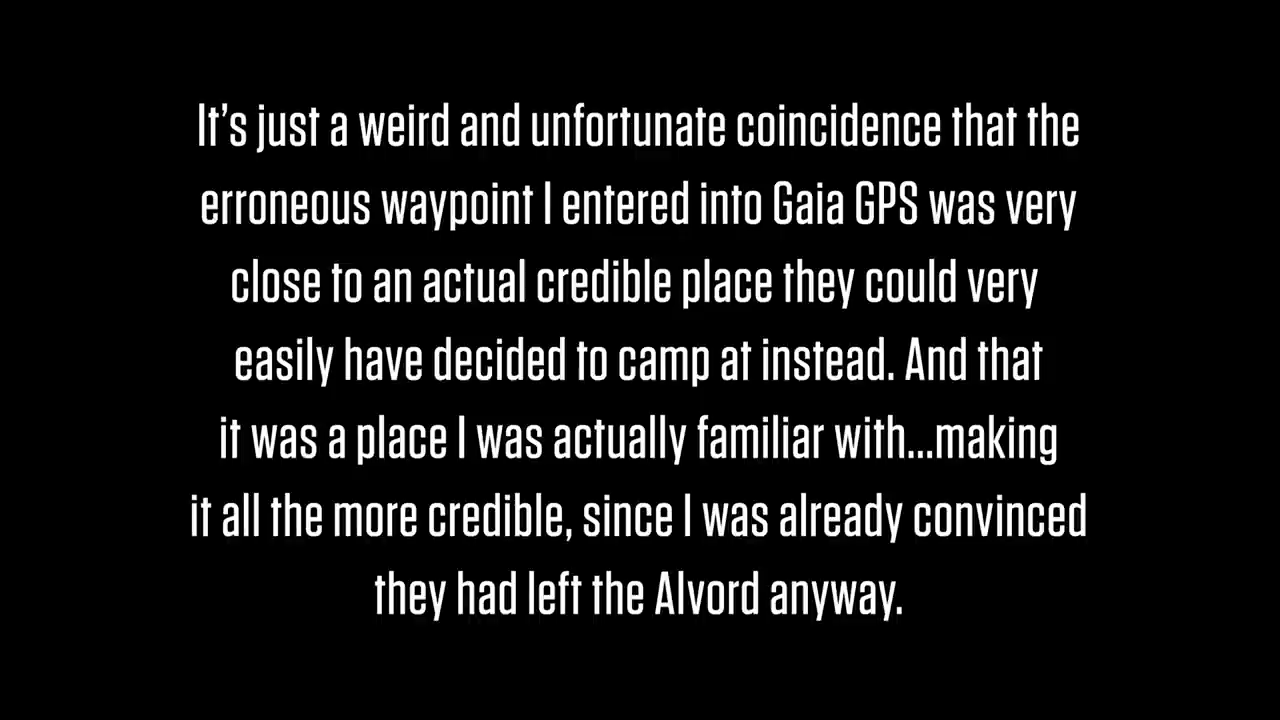 It’s just a weird and unfortunate coincidence that the
erroneous waypoint I entered into Gaia GPS was very
close to an actual credible place they could very
easily have decided to camp at instead. And that
it was a place I was actually familiar with...making
it all the more credible, since I was already convinced
they had left the Alvord anyway.